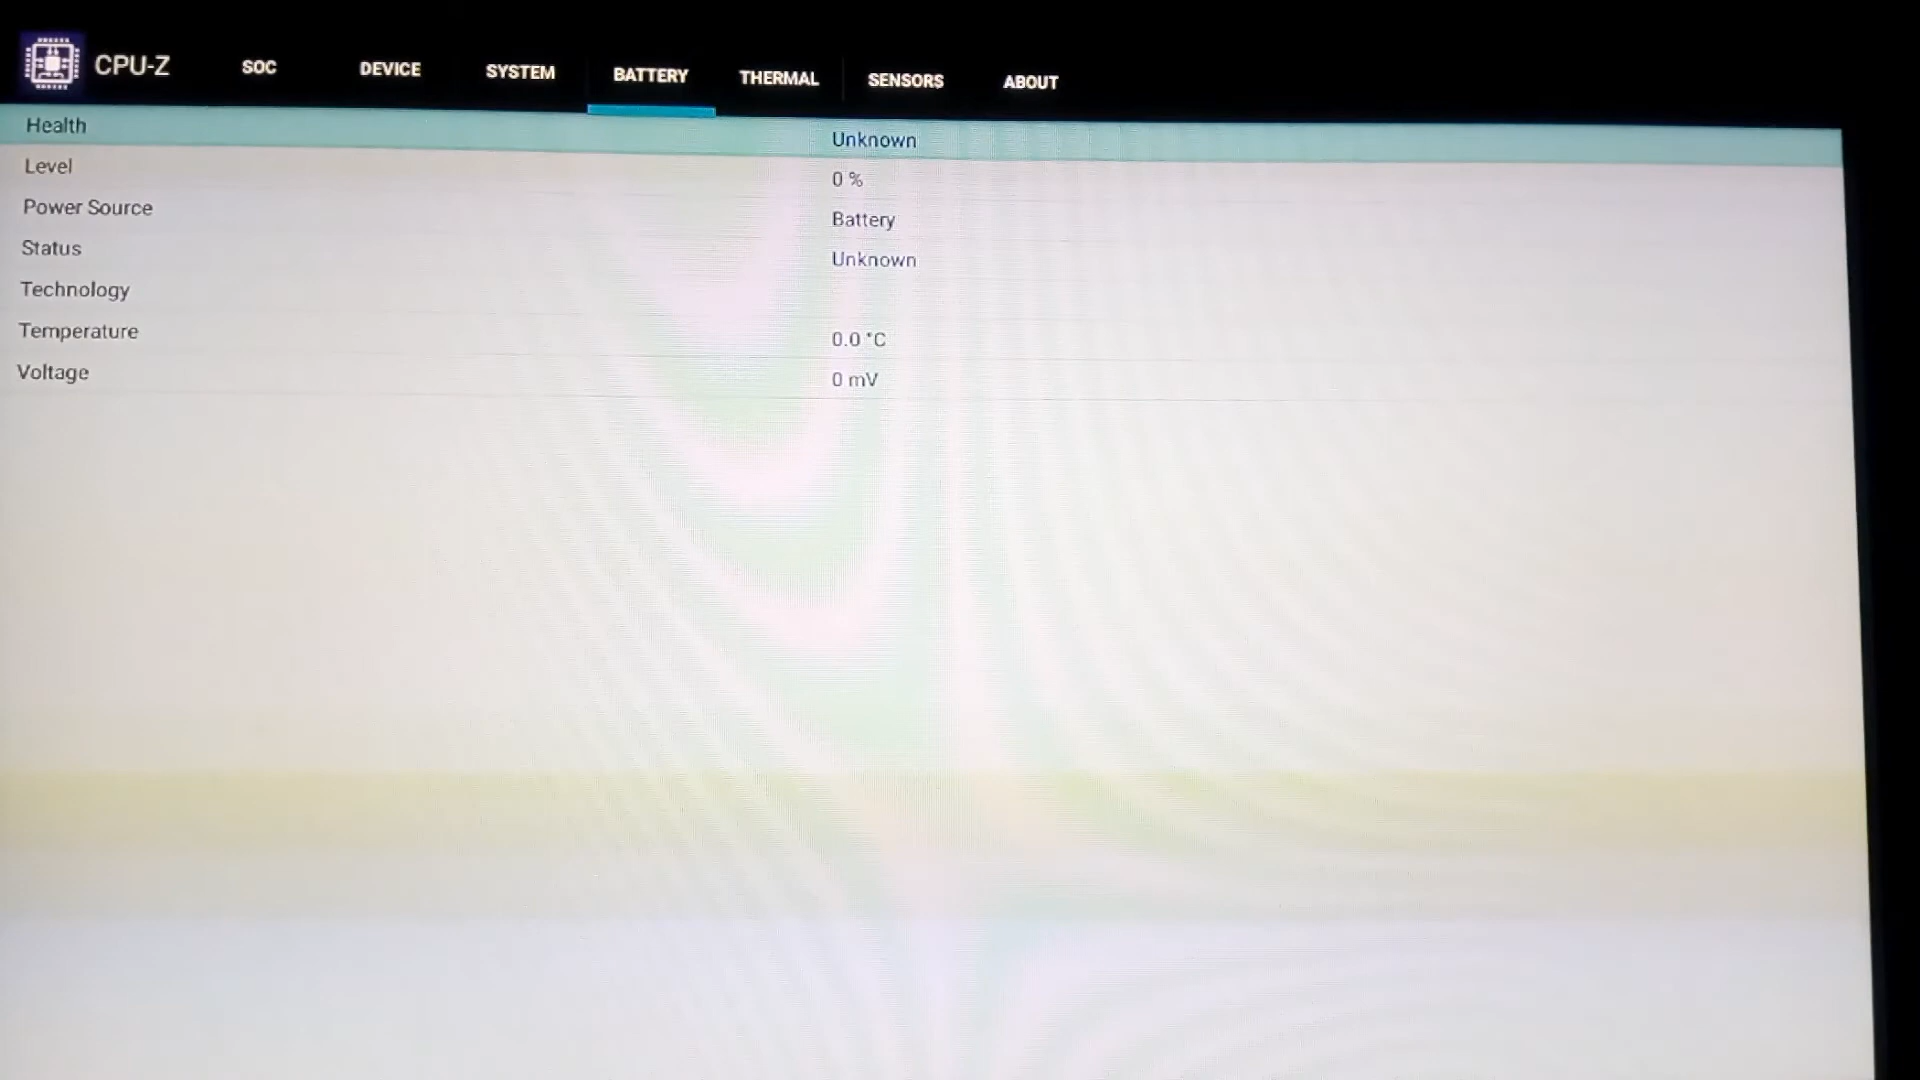 CPU-Z SOC DEVICE SYSTEM BATTERY THERMAL SENSORS ABOUT
Health Unknown
Level 0 %
Power Source Battery
Status Unknown
Technology
Temperature 0.0 °C
Voltage 0 mV